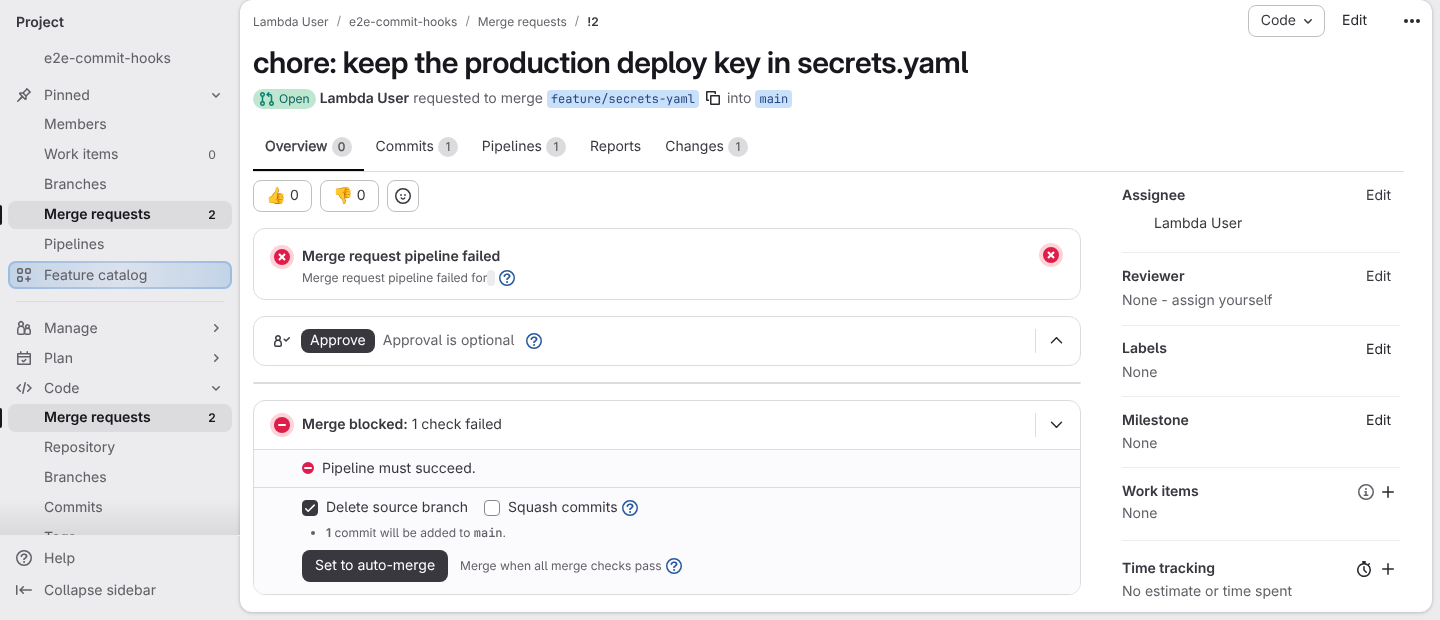 Project
e2e-commit-hooks
Pinned
Members
Work items 0
Branches
Merge requests 2
Pipelines
Feature catalog
Manage
Plan
Code
Merge requests 2
Repository
Branches
Commits
Help
Collapse sidebar
Lambda User / e2e-commit-hooks / Merge requests / !2
Code Edit
chore: keep the production deploy key in secrets.yaml
Open Lambda User requested to merge feature/secrets-yaml into main
Overview 0 Commits 1 Pipelines 1 Reports Changes 1
👍 0 👎 0
Merge request pipeline failed
Merge request pipeline failed for
Approve Approval is optional
Merge blocked: 1 check failed
Pipeline must succeed.
Delete source branch Squash commits
1 commit will be added to main.
Set to auto-merge Merge when all merge checks pass
Assignee Edit
Lambda User
Reviewer Edit
None - assign yourself
Labels Edit
None
Milestone Edit
None
Work items
None
Time tracking
No estimate or time spent